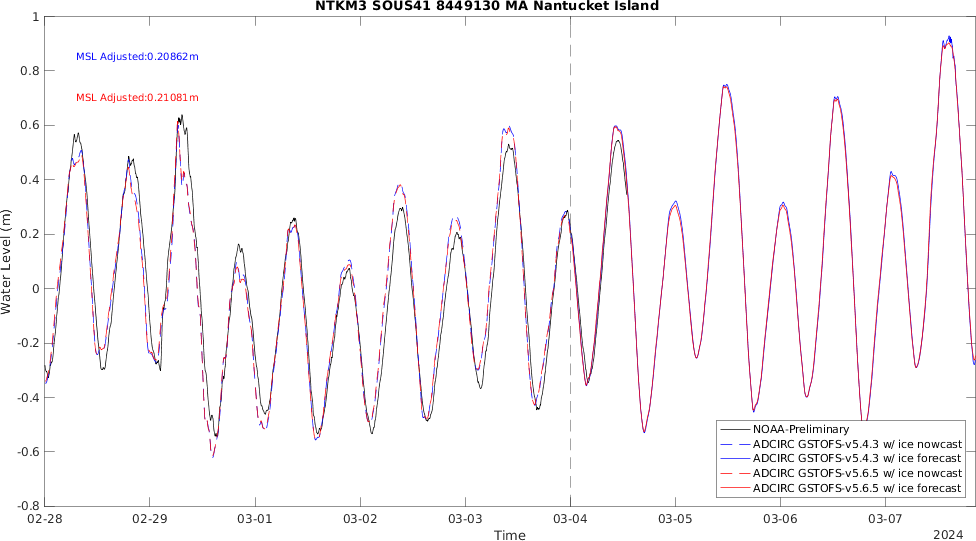 NTKM3 SOUS41 8449130 MA Nantucket Island
1
0.8
0.6
0.4
0.2
0
-0.2
-0.4
-0.6
-0.8
Water Level (m)
MSL Adjusted:0.20862m
MSL Adjusted:0.21081m
NOAA-Preliminary
ADCIRC GSTOFS-v5.4.3 w/ ice nowcast
ADCIRC GSTOFS-v5.4.3 w/ ice forecast
ADCIRC GSTOFS-v5.6.5 w/ ice nowcast
ADCIRC GSTOFS-v5.6.5 w/ ice forecast
02-28 02-29 03-01 03-02 03-03 03-04 03-05 03-06 03-07
Time
2024